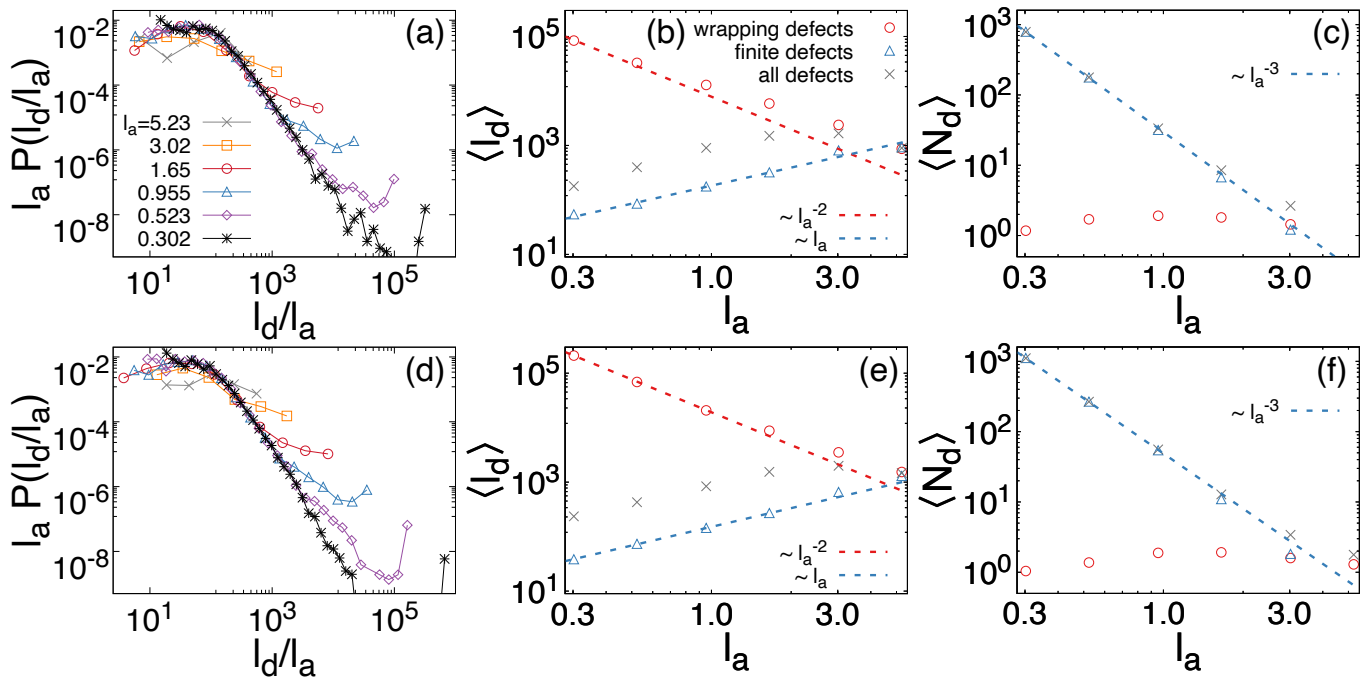 (a)
10^-2
10^-4
10^-6
10^-8
l_a P(l_d/l_a)
l_a=5.23
3.02
1.65
0.955
0.523
0.302
10^1 10^3 10^5
l_d/l_a
(b)
wrapping defects
finite defects
all defects
10^5
10^3
10^1
⟨l_d⟩
~ l_a^-2
~ l_a
0.3 1.0 3.0
l_a
(c)
~ l_a^-3
10^3
10^2
10^1
10^0
⟨N_d⟩
0.3 1.0 3.0
l_a
(d)
10^-2
10^-4
10^-6
10^-8
l_a P(l_d/l_a)
10^1 10^3 10^5
l_d/l_a
(e)
10^5
10^3
10^1
⟨l_d⟩
~ l_a^-2
~ l_a
0.3 1.0 3.0
l_a
(f)
~ l_a^-3
10^3
10^2
10^1
10^0
⟨N_d⟩
0.3 1.0 3.0
l_a